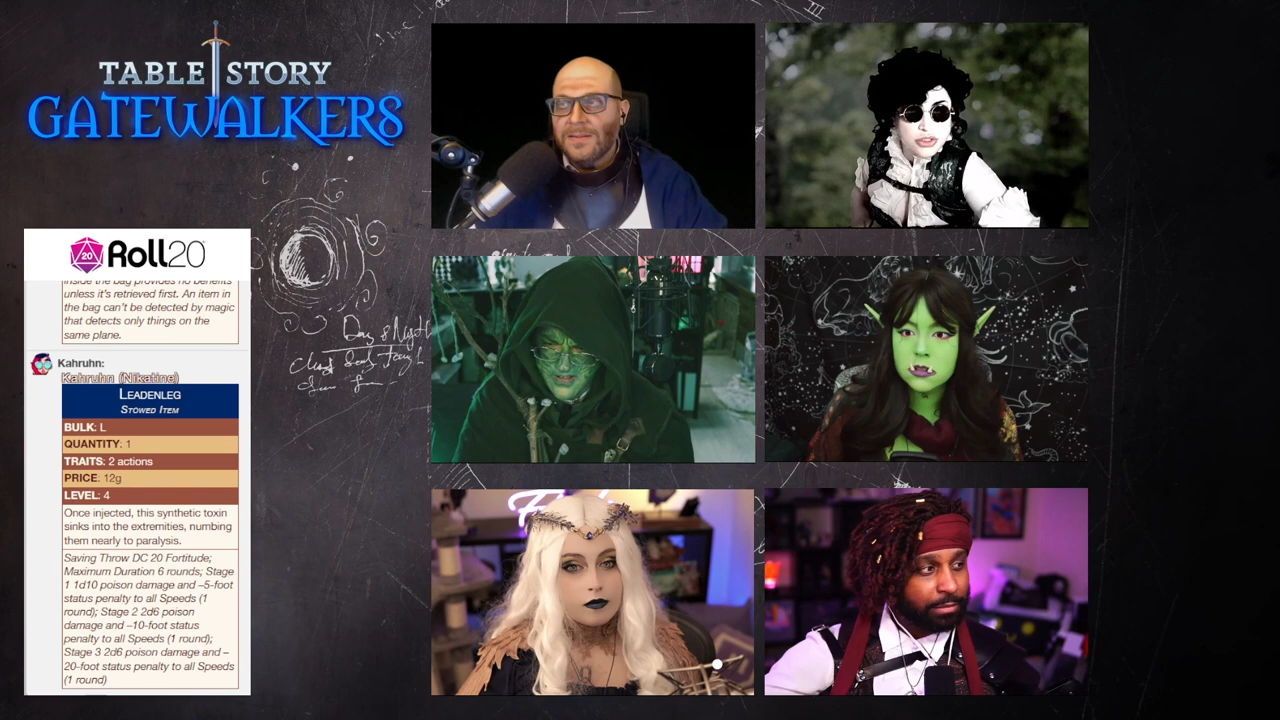 TABLE STORY
GATEWALKERS
20 Roll20
inside the bag provides no benefits
unless it's retrieved first. An item in
the bag can't be detected by magic
that detects only things on the
same plane.
Kahruhn:
Kahruhn (Nikatine)
LEADENLEG
STOWED ITEM
BULK: L
QUANTITY: 1
TRAITS: 2 actions
PRICE: 12g
LEVEL: 4
Once injected, this synthetic toxin
sinks into the extremities, numbing
them nearly to paralysis.
Saving Throw DC 20 Fortitude;
Maximum Duration 6 rounds; Stage
1 1d10 poison damage and –5-foot
status penalty to all Speeds (1
round); Stage 2 2d6 poison
damage and –10-foot status
penalty to all Speeds (1 round);
Stage 3 2d6 poison damage and –
20-foot status penalty to all Speeds
(1 round)